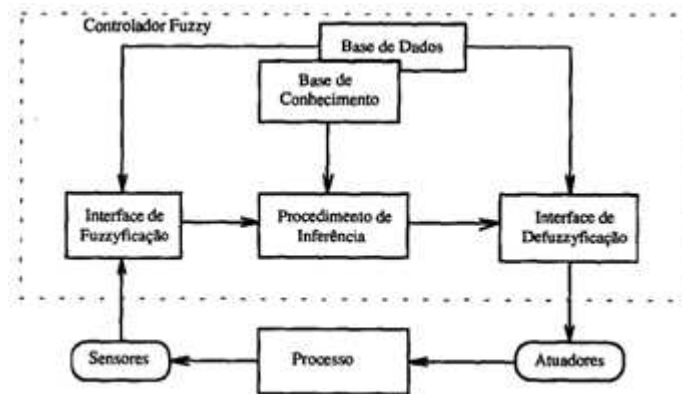 Controlador Fuzzy
Base de Dados
Base de
Conhecimento
Interface de
Fuzzyficação
Procedimento de
Inferência
Interface de
Defuzzyficação
Sensores
Processo
Atuadores